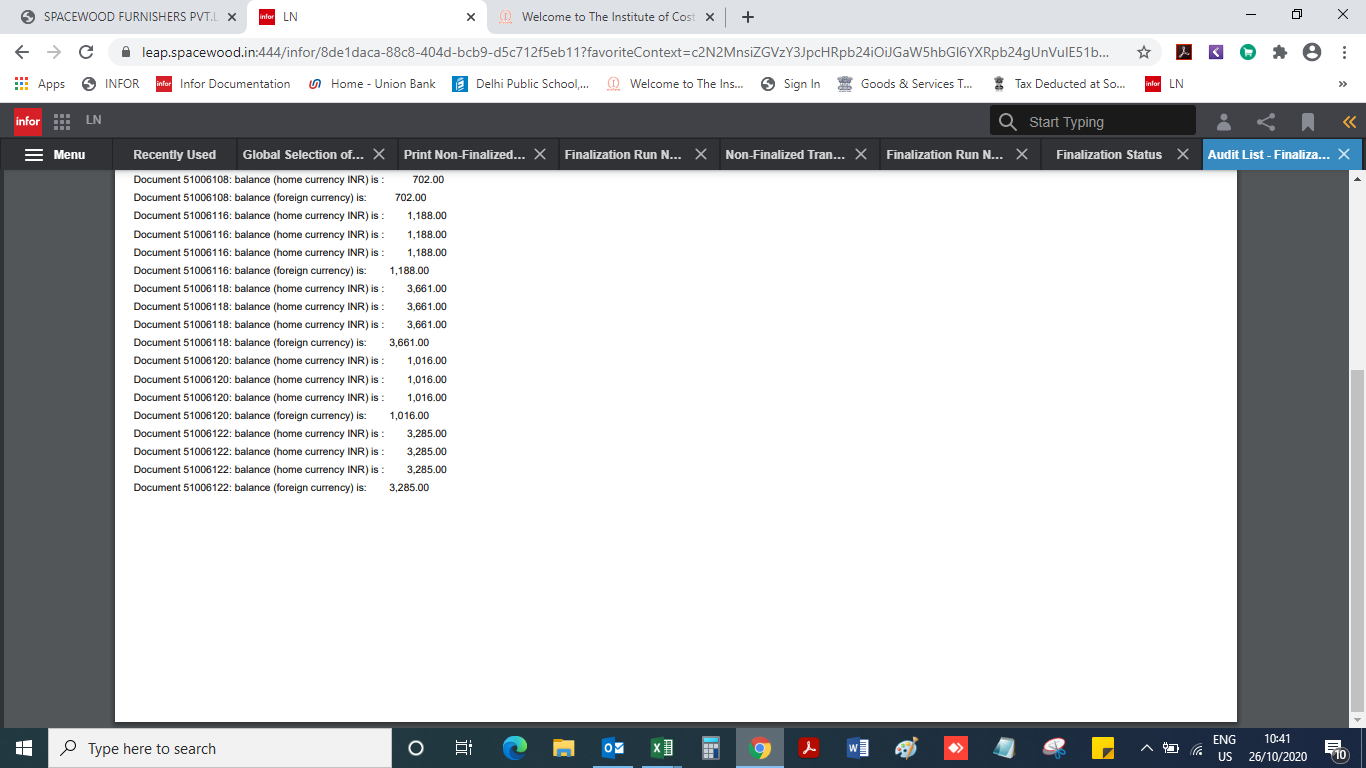 SPACEWOOD FURNISHERS PVT.L
LN
Welcome to The Institute of Cost
leap.spacewood.in:444/infor/8de1daca-88c8-404d-bcb9-d5c712f5eb11?favoriteContext=c2N2MnsiZGVzY3JpcHRpb24iOiJGaW5hbGl6YXRpb24gUnVuIE51b...
Apps
INFOR
infor
Infor Documentation
Home - Union Bank
Delhi Public School,...
Welcome to The Ins...
Sign In
Goods & Services T...
Tax Deducted at So...
infor
LN
»
infor
LN
Start Typing
Menu
Recently Used
Global Selection of...
Print Non-Finalized...
Finalization Run N...
Non-Finalized Tran...
Finalization Run N...
Finalization Status
Audit List - Finaliza...
Document 51006108: balance (home currency INR) is : 702.00
Document 51006108: balance (foreign currency) is: 702.00
Document 51006116: balance (home currency INR) is : 1,188.00
Document 51006116: balance (home currency INR) is : 1,188.00
Document 51006116: balance (home currency INR) is : 1,188.00
Document 51006116: balance (foreign currency) is: 1,188.00
Document 51006118: balance (home currency INR) is : 3,661.00
Document 51006118: balance (home currency INR) is : 3,661.00
Document 51006118: balance (home currency INR) is : 3,661.00
Document 51006118: balance (foreign currency) is: 3,661.00
Document 51006120: balance (home currency INR) is : 1,016.00
Document 51006120: balance (home currency INR) is : 1,016.00
Document 51006120: balance (home currency INR) is : 1,016.00
Document 51006120: balance (foreign currency) is: 1,016.00
Document 51006122: balance (home currency INR) is : 3,285.00
Document 51006122: balance (home currency INR) is : 3,285.00
Document 51006122: balance (home currency INR) is : 3,285.00
Document 51006122: balance (foreign currency) is: 3,285.00
Type here to search
ENG
US
10:41
26/10/2020
10